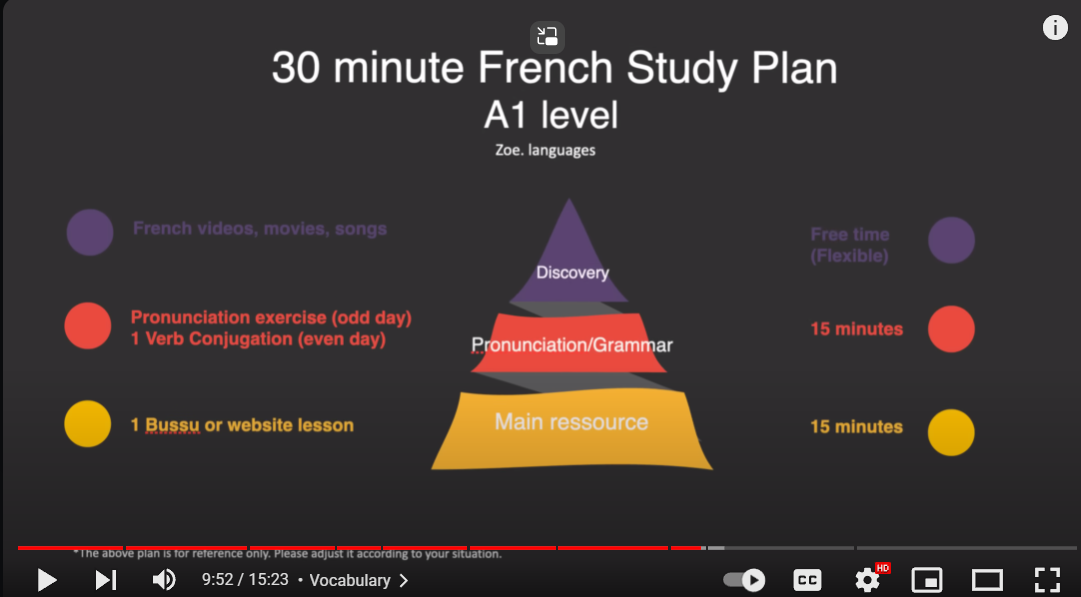 30 minute French Study Plan
A1 level
Zoe. languages
French videos, movies, songs
Discovery
Free time
(Flexible)
Pronunciation exercise (odd day)
1 Verb Conjugation (even day)
Pronunciation/Grammar
15 minutes
1 Bussu or website lesson
Main ressource
15 minutes
*The above plan is for reference only. Please adjust it according to your situation.
9:52 / 15:23 • Vocabulary
CC
HD